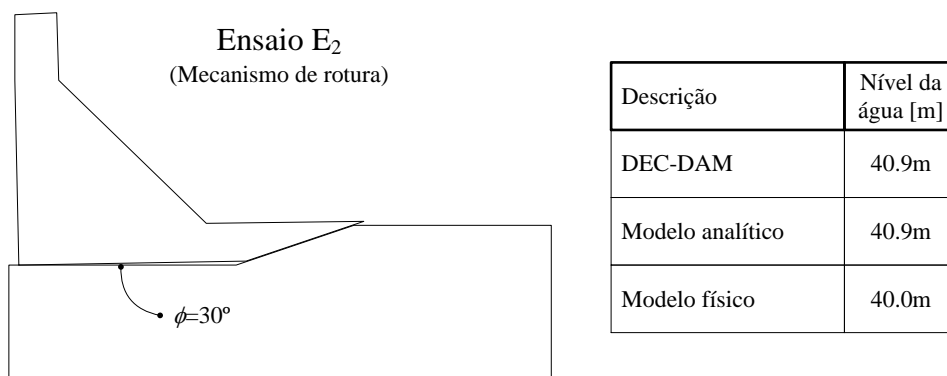 Ensaio E2
(Mecanismo de rotura)
ϕ=30º
Descrição
Nível da
água [m]
DEC-DAM
40.9m
Modelo analítico
40.9m
Modelo físico
40.0m